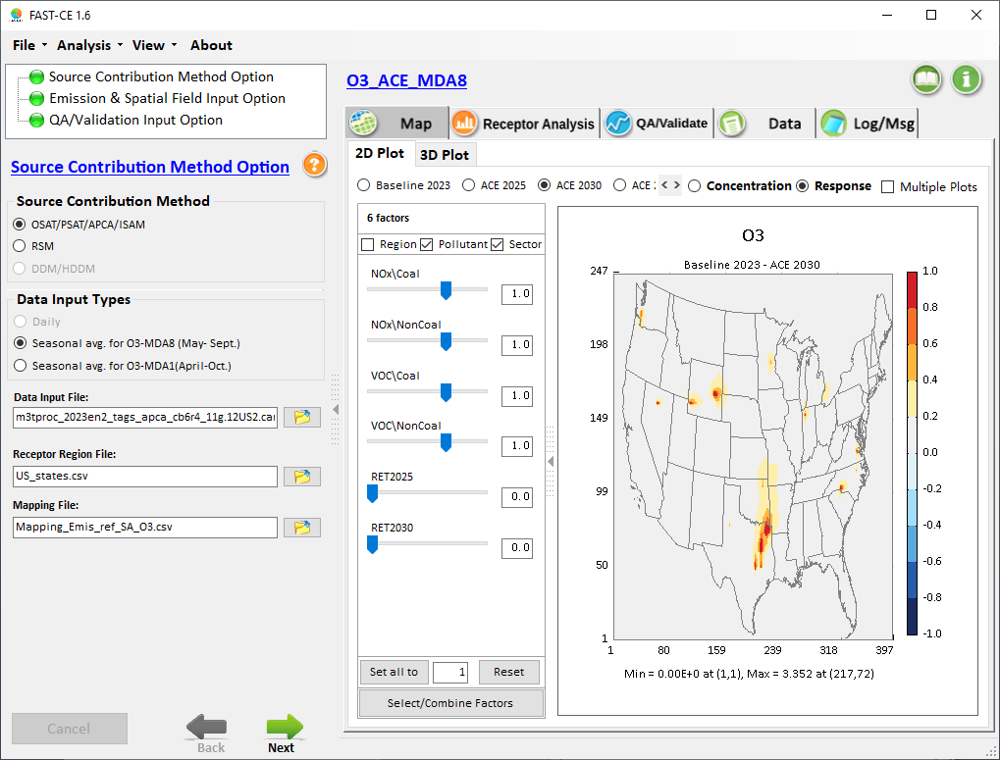 FAST-CE 1.6
File Analysis View About
Source Contribution Method Option
Emission & Spatial Field Input Option
QA/Validation Input Option
Source Contribution Method Option
Source Contribution Method
OSAT/PSAT/APCA/ISAM
RSM
DDM/HDDM
Data Input Types
Daily
Seasonal avg. for O3-MDA8 (May- Sept.)
Seasonal avg. for O3-MDA1(April-Oct.)
Data Input File:
m3tproc_2023en2_tags_apca_cb6r4_11g.12US2.car
Receptor Region File:
US_states.csv
Mapping File:
Mapping_Emis_ref_SA_O3.csv
Cancel
Back
Next
O3_ACE_MDA8
Map
Receptor Analysis
QA/Validate
Data
Log/Msg
2D Plot
3D Plot
Baseline 2023 ACE 2025 ACE 2030 ACE : < > Concentration Response Multiple Plots
6 factors
Region Pollutant Sector
NOx\Coal
1.0
NOx\NonCoal
1.0
VOC\Coal
1.0
VOC\NonCoal
1.0
RET2025
0.0
RET2030
0.0
Set all to 1 Reset
Select/Combine Factors
O3
Baseline 2023 - ACE 2030
247
198
149
99
50
1
1 80 159 239 318 397
1.0
0.8
0.6
0.4
0.2
0.0
-0.2
-0.4
-0.6
-0.8
-1.0
Min = 0.00E+0 at (1,1), Max = 3.352 at (217,72)